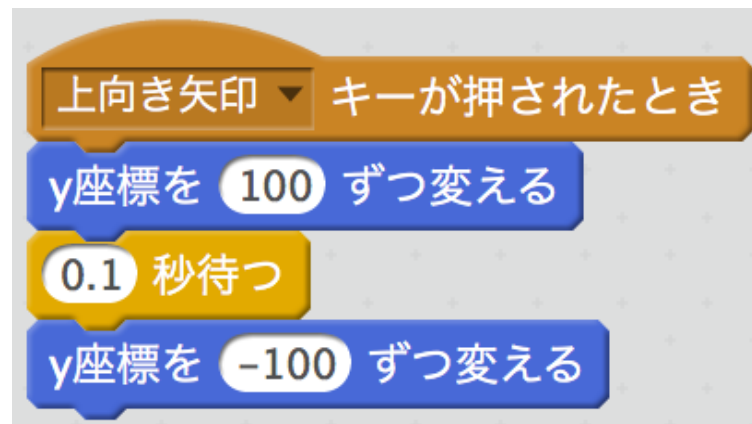 上向き矢印 キーが押されたとき
y座標を 100 ずつ変える
0.1 秒待つ
y座標を -100 ずつ変える